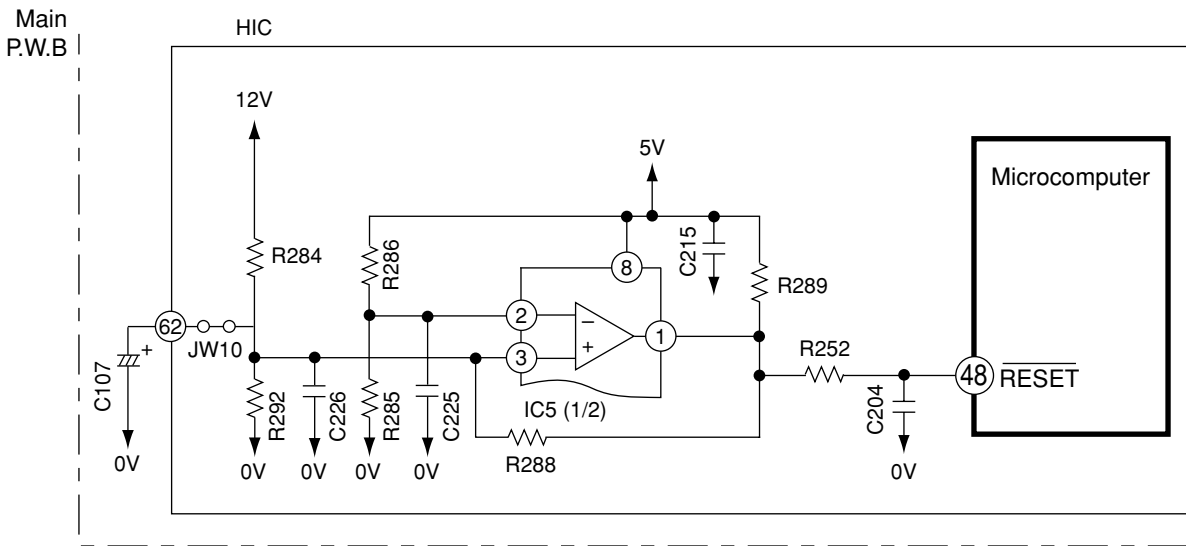 Main
P.W.B
HIC
12V
5V
Microcomputer
R284
R286
8
C215
R289
62
JW10
2
1
3
C107
+
−
+
R252
48
RESET
R292
C226
R285
C225
IC5 (1/2)
C204
R288
0V
0V
0V
0V
0V
0V